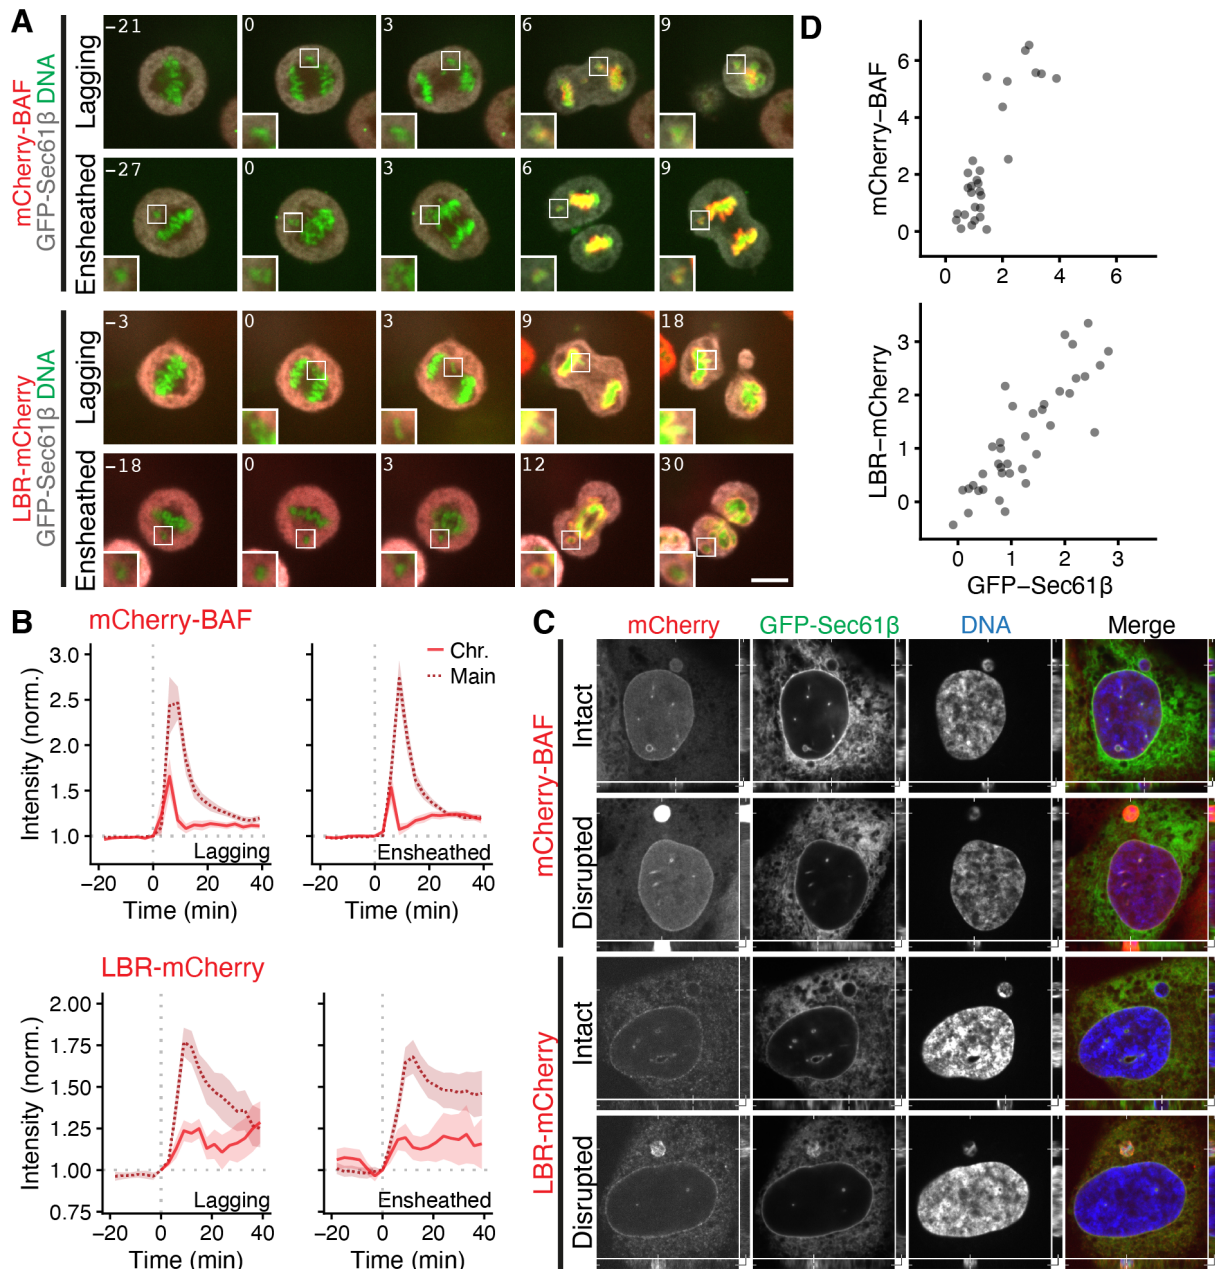 A
mCherry-BAF
GFP-Sec61β DNA
Lagging
−21
0
3
6
9
Ensheathed
−27
0
3
6
9
LBR-mCherry
GFP-Sec61β DNA
Lagging
−3
0
3
9
18
Ensheathed
−18
0
3
12
30
D
mCherry−BAF
6
4
2
0
0 2 4 6
LBR−mCherry
3
2
1
0
0 1 2 3
GFP−Sec61β
B
mCherry-BAF
Intensity (norm.)
3.0
2.5
2.0
1.5
1.0
Chr.
Main
Lagging
Ensheathed
−20 0 20 40
−20 0 20 40
Time (min)
Time (min)
LBR-mCherry
Intensity (norm.)
2.00
1.75
1.50
1.25
1.00
0.75
Lagging
Ensheathed
−20 0 20 40
−20 0 20 40
Time (min)
Time (min)
C
mCherry GFP-Sec61β DNA Merge
mCherry-BAF
Intact
Disrupted
LBR-mCherry
Intact
Disrupted